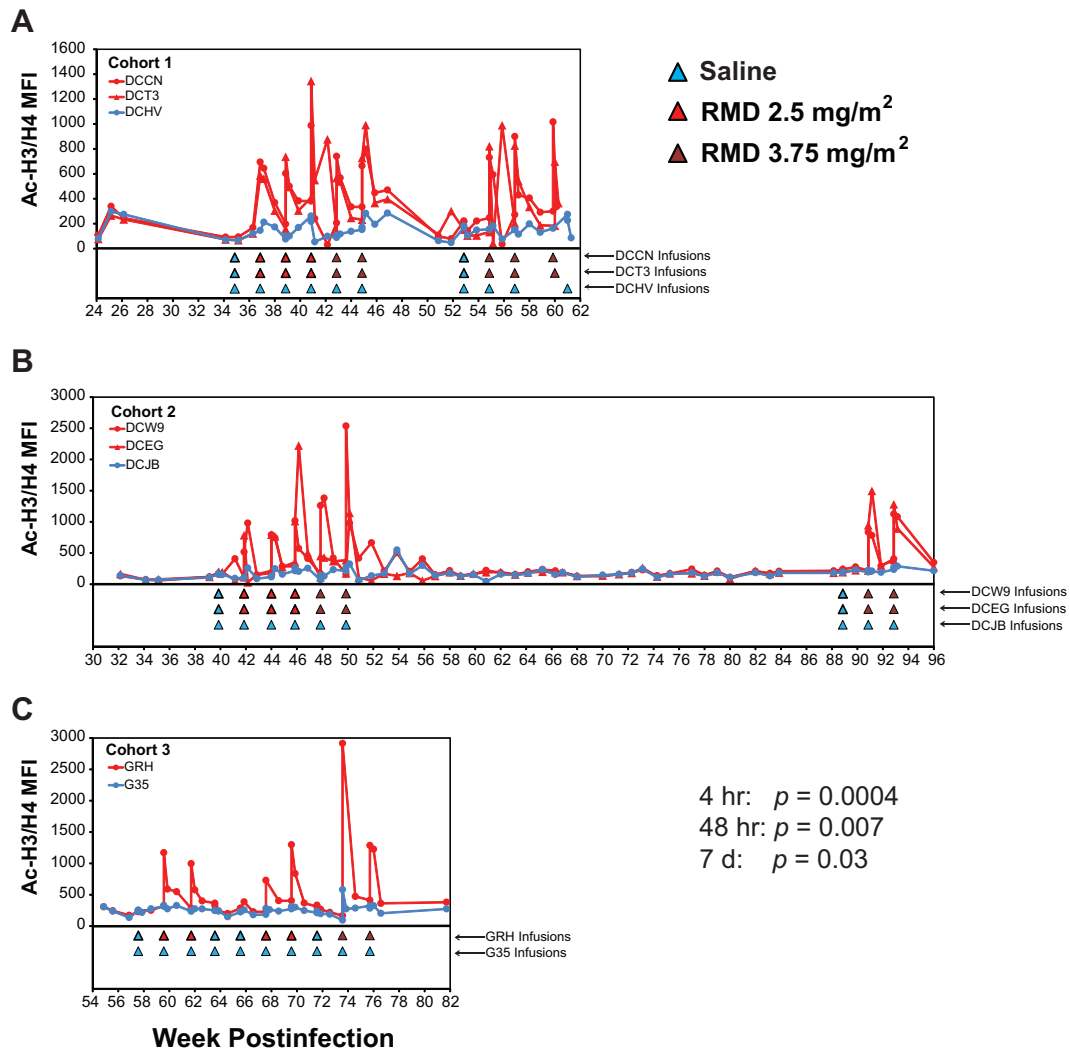 A
Ac-H3/H4 MFI
1600
1400
1200
1000
800
600
400
200
0
Cohort 1
DCCN
DCT3
DCHV
Saline
RMD 2.5 mg/m²
RMD 3.75 mg/m²
DCCN Infusions
DCT3 Infusions
DCHV Infusions
24 26 28 30 32 34 36 38 40 42 44 46 48 50 52 54 56 58 60 62
B
Ac-H3/H4 MFI
3000
2500
2000
1500
1000
500
0
Cohort 2
DCW9
DCEG
DCJB
DCW9 Infusions
DCEG Infusions
DCJB Infusions
30 32 34 36 38 40 42 44 46 48 50 52 54 56 58 60 62 64 66 68 70 72 74 76 78 80 82 84 86 88 90 92 94 96
C
Ac-H3/H4 MFI
3000
2500
2000
1500
1000
500
0
Cohort 3
GRH
G35
GRH Infusions
G35 Infusions
54 56 58 60 62 64 66 68 70 72 74 76 78 80 82
Week Postinfection
4 hr: p = 0.0004
48 hr: p = 0.007
7 d: p = 0.03